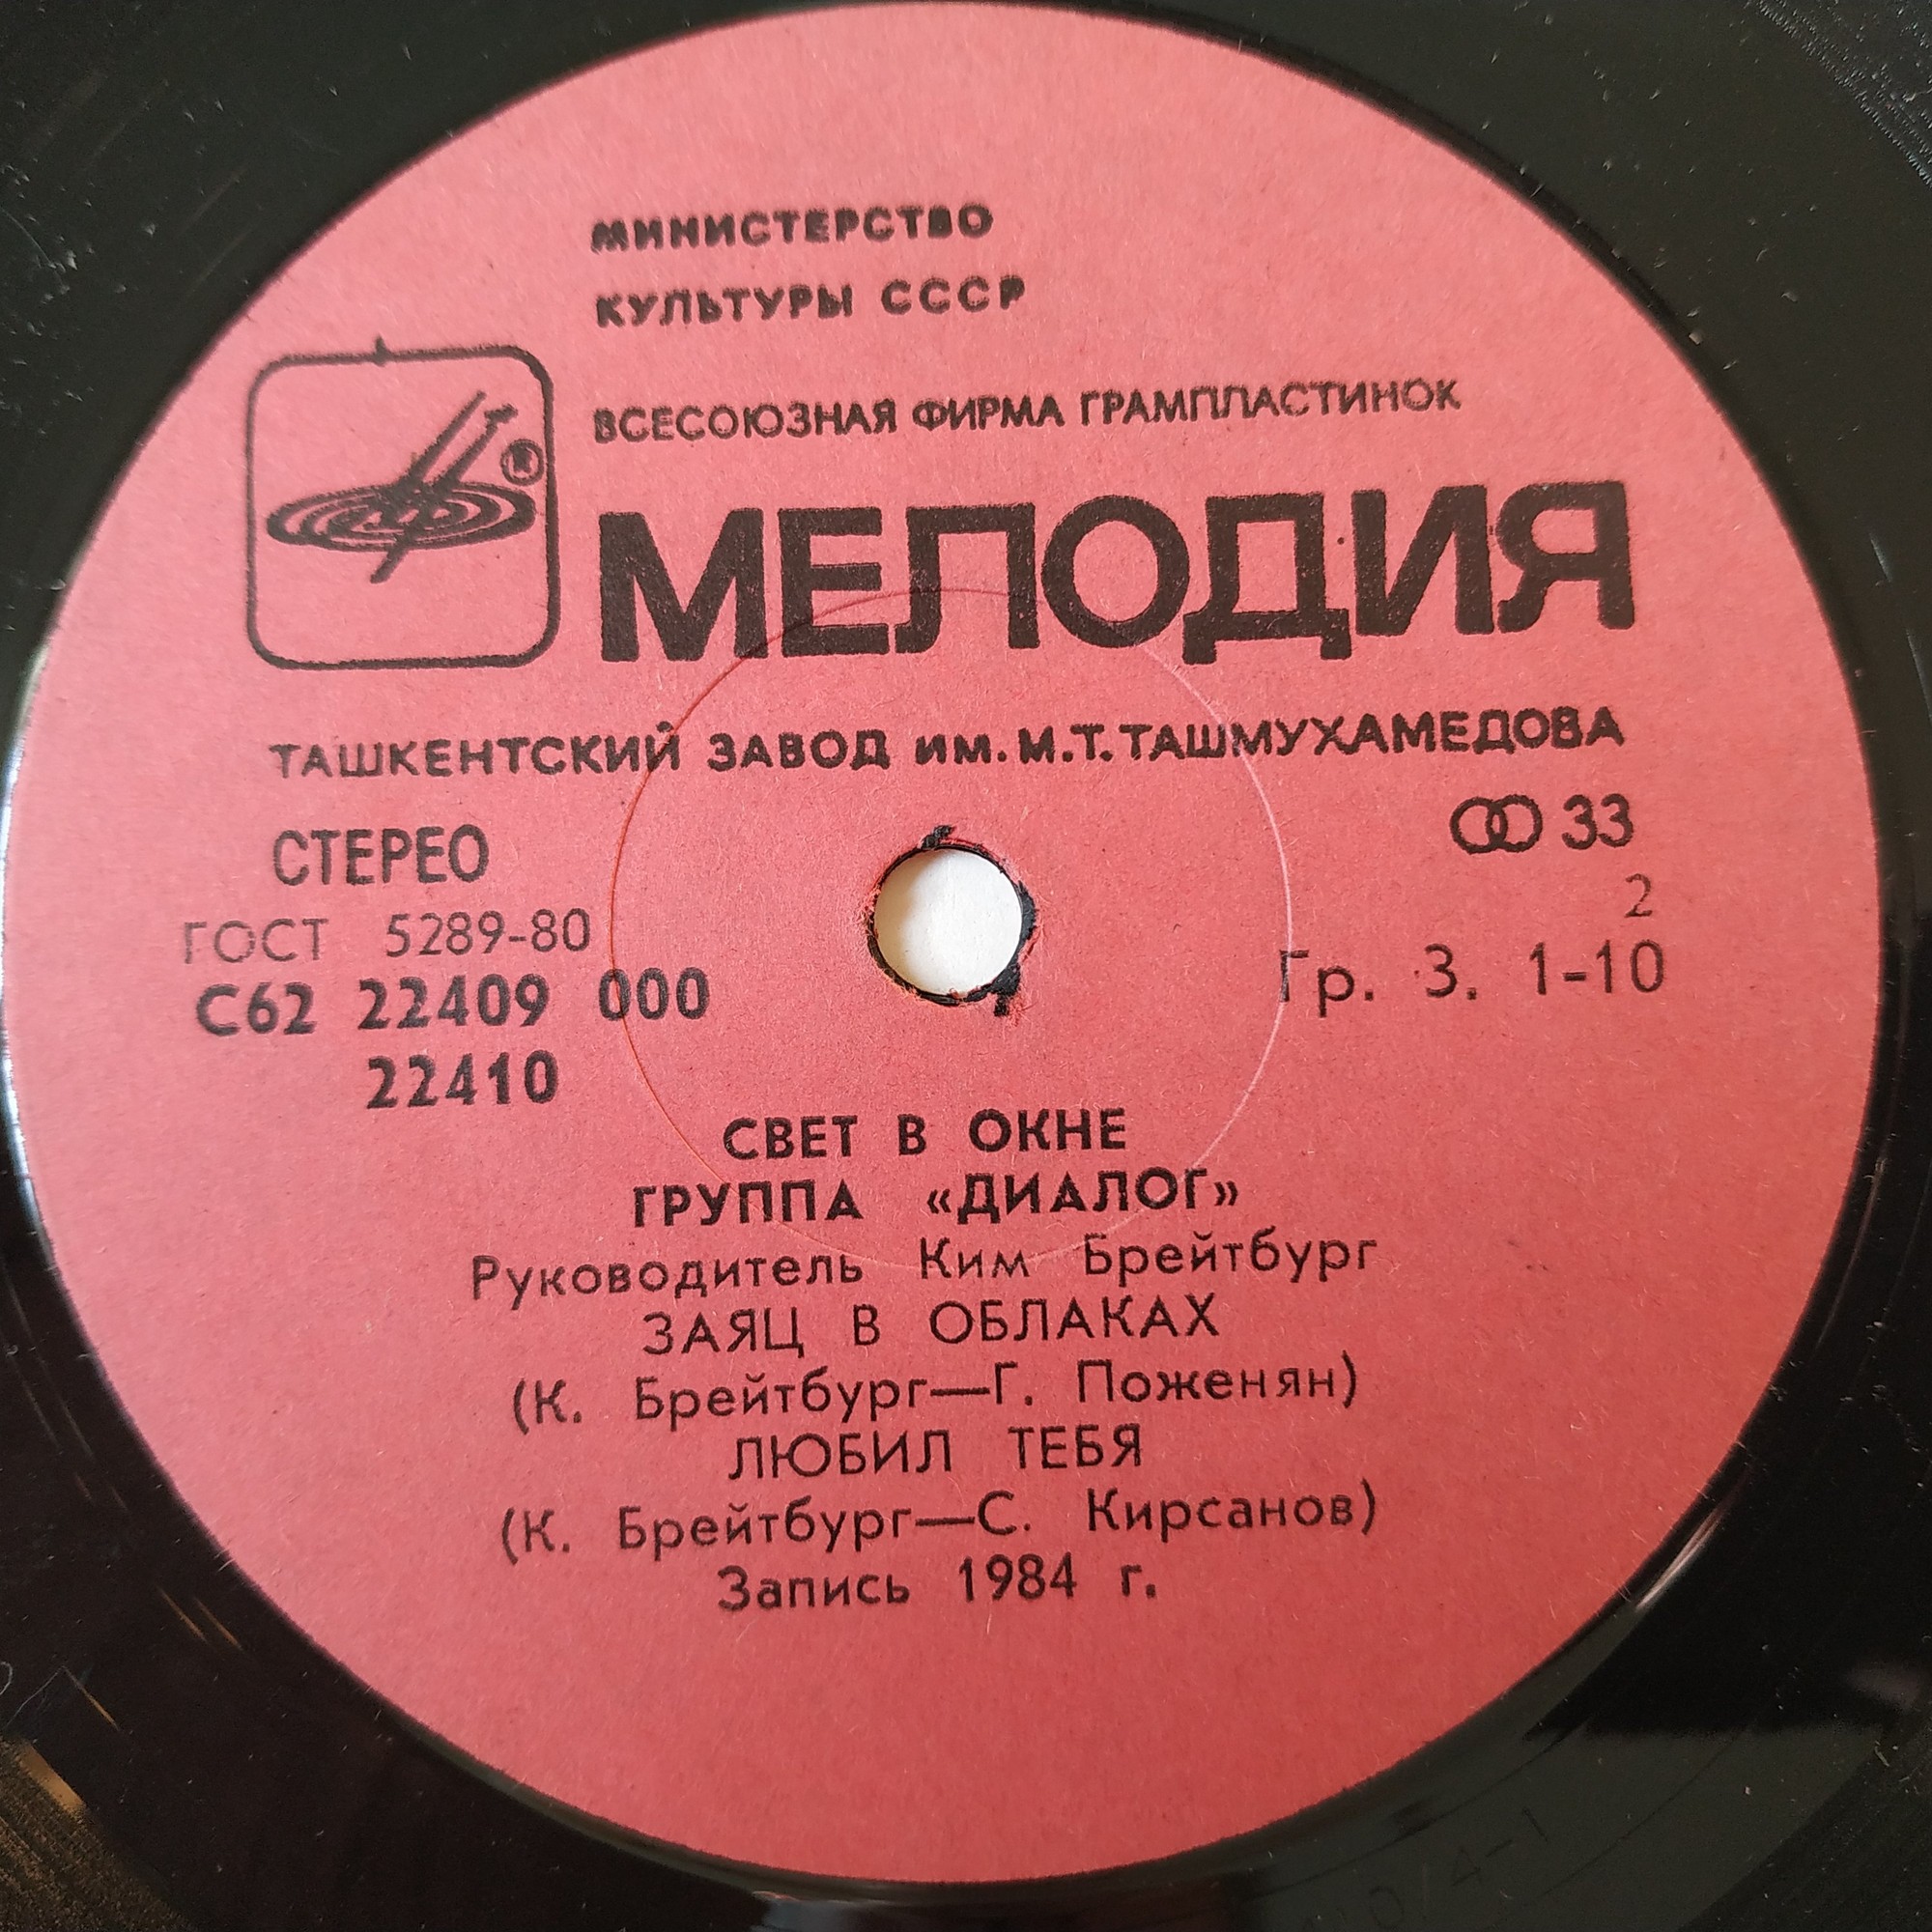 МИНИСТЕРСТВО
КУЛЬТУРЫ СССР
ВСЕСОЮЗНАЯ ФИРМА ГРАМПЛАСТИНОК
®
МЕЛОДИЯ
ТАШКЕНТСКИЙ ЗАВОД им. М.Т. ТАШМУХАМЕДОВА
СТЕРЕО 33
ГОСТ 5289-80 2
С62 22409 000 Гр. 3. 1-10
22410
СВЕТ В ОКНЕ
ГРУППА «ДИАЛОГ»
Руководитель Ким Брейтбург
ЗАЯЦ В ОБЛАКАХ
(К. Брейтбург—Г. Поженян)
ЛЮБИЛ ТЕБЯ
(К. Брейтбург—С. Кирсанов)
Запись 1984 г.